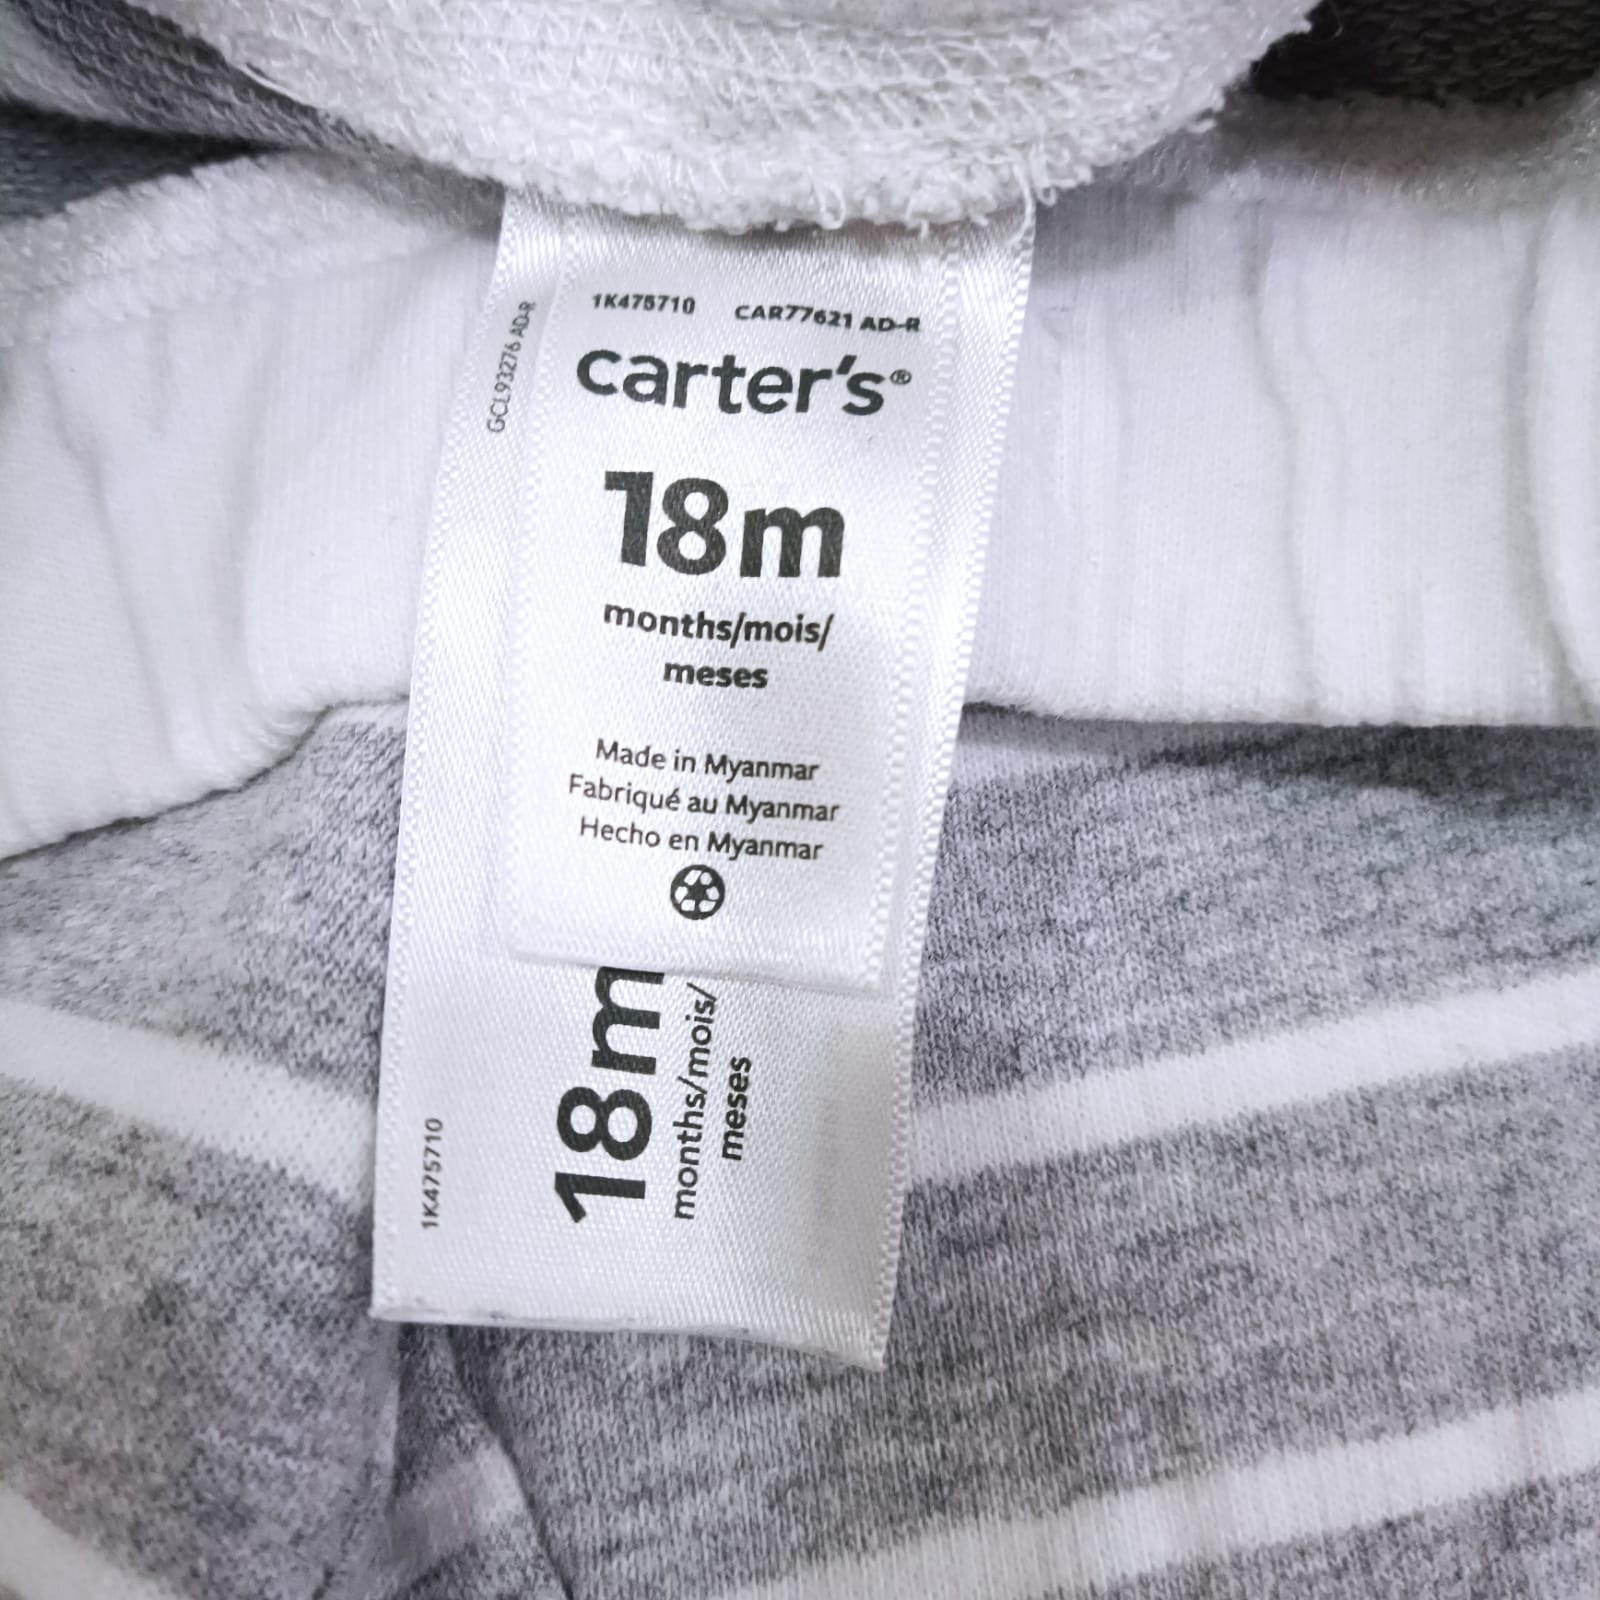 1K475710 CAR77621 AD-R
carter's®
18m
months/mois/
meses
Made in Myanmar
Fabriqué au Myanmar
Hecho en Myanmar
GCL93276 AD-R
18m
months/mois/
meses
1K475710